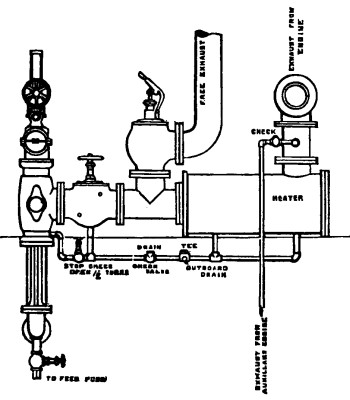 EXHAUST FROM
ENGINE
FREE EXHAUST
CHECK
HEATER
DRAIN
TEE
STOP CHECK
OPEN 1/2 TURNS
CHECK
VALVE
OUTBOARD
DRAIN
EXHAUST FROM
AUXILIARY ENGINE
TO FEED PUMP